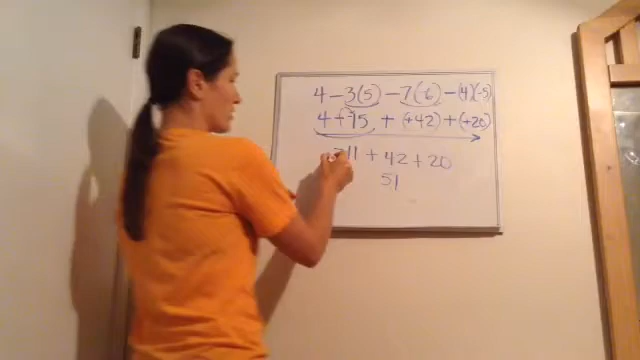 4 - 3(5) - 7(-6) - (4)(-5)
4 + -15 + (+42) + (+20)
-11 + 42 + 20
51